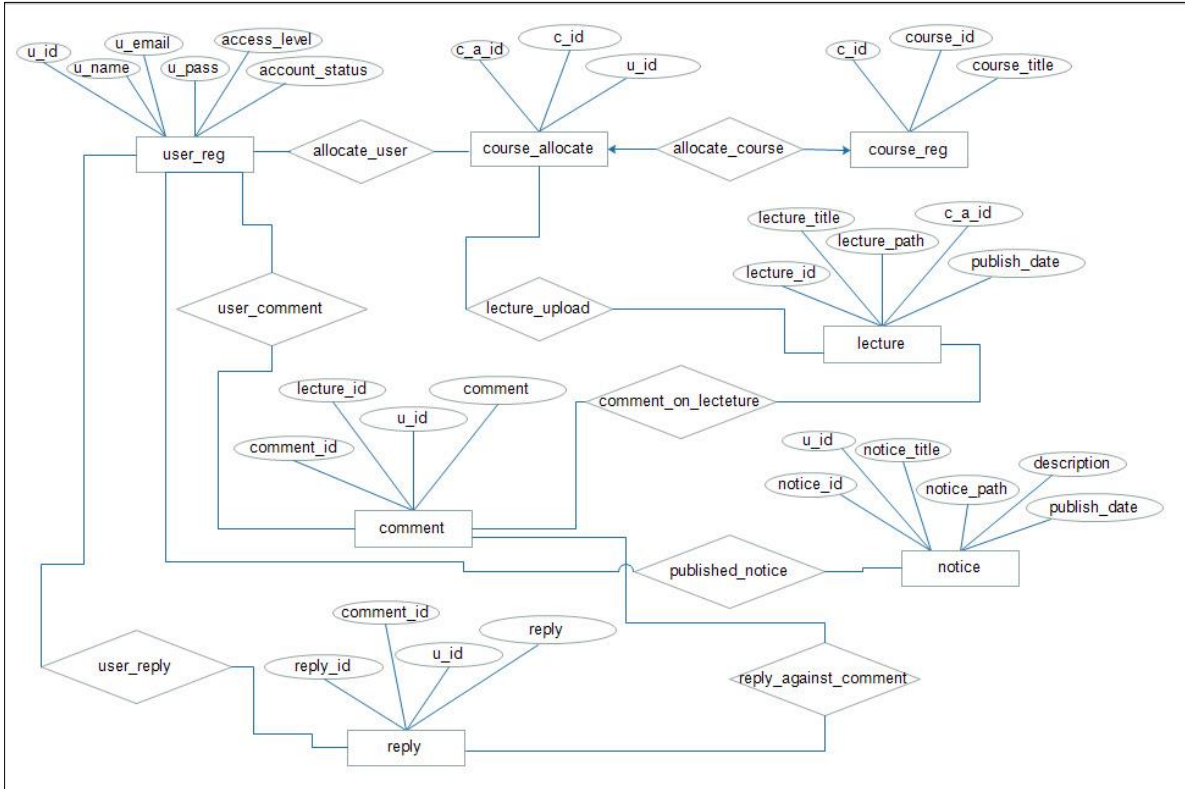 u_id
u_name
u_email
u_pass
access_level
account_status
user_reg
allocate_user
c_a_id
c_id
u_id
course_allocate
allocate_course
c_id
course_id
course_title
course_reg
user_comment
lecture_upload
lecture_id
lecture_title
lecture_path
c_a_id
publish_date
lecture
comment_id
lecture_id
u_id
comment
comment
comment_on_lecteture
notice_id
u_id
notice_title
notice_path
description
publish_date
notice
published_notice
user_reply
reply_id
comment_id
u_id
reply
reply
reply_against_comment